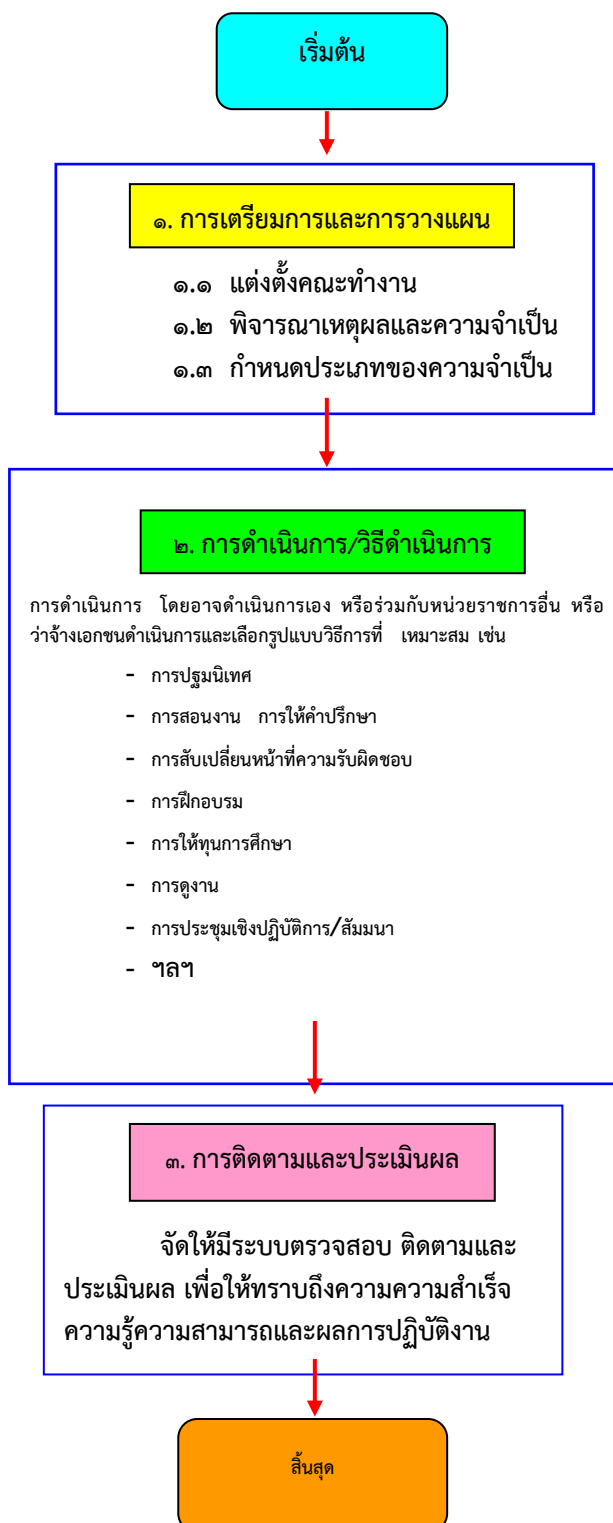 เริ่มต้น
๑. การเตรียมการและการวางแผน
๑.๑ แต่งตั้งคณะทำงาน
๑.๒ พิจารณาเหตุผลและความจำเป็น
๑.๓ กำหนดประเภทของความจำเป็น
๒. การดำเนินการ/วิธีดำเนินการ
การดำเนินการ โดยอาจดำเนินการเอง หรือร่วมกับหน่วยราชการอื่น หรือ
ว่าจ้างเอกชนดำเนินการและเลือกรูปแบบวิธีการที่ เหมาะสม เช่น
- การปฐมนิเทศ
- การสอนงาน การให้คำปรึกษา
- การสับเปลี่ยนหน้าที่ความรับผิดชอบ
- การฝึกอบรม
- การให้ทุนการศึกษา
- การดูงาน
- การประชุมเชิงปฏิบัติการ/สัมมนา
- ฯลฯ
๓. การติดตามและประเมินผล
จัดให้มีระบบตรวจสอบ ติดตามและ
ประเมินผล เพื่อให้ทราบถึงความความสำเร็จ
ความรู้ความสามารถและผลการปฏิบัติงาน
สิ้นสุด